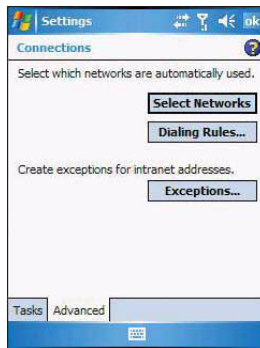 Settings
ok
Connections
?
Select which networks are automatically used.
Select Networks
Dialing Rules...
Create exceptions for intranet addresses.
Exceptions...
Tasks Advanced